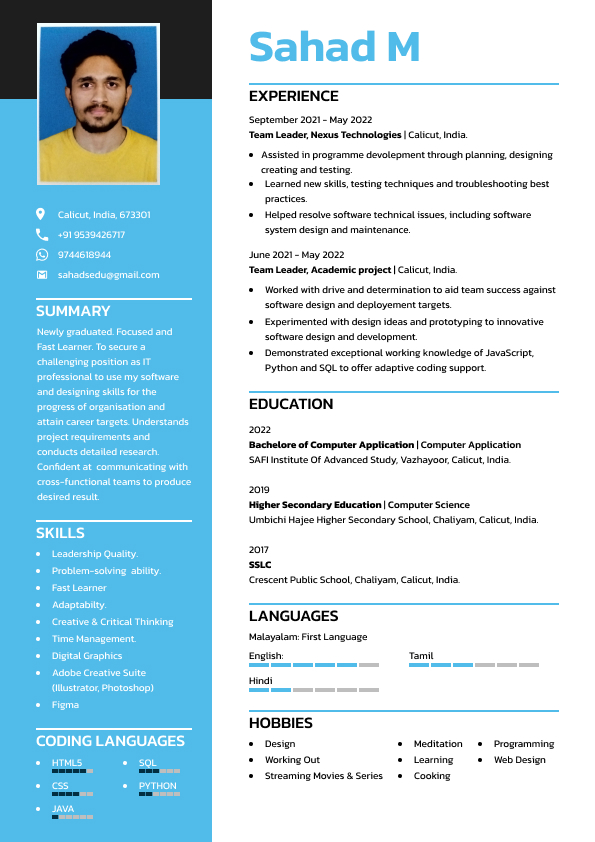 Sahad M
Calicut, India, 673301
+91 9539426717
9744618944
sahadsedu@gmail.com
SUMMARY
Newly graduated. Focused and
Fast Learner. To secure a
challenging position as IT
professional to use my software
and designing skills for the
progress of organisation and
attain career targets. Understands
project requirements and
conducts detailed research.
Confident at communicating with
cross-functional teams to produce
desired result.
SKILLS
Leadership Quality.
Problem-solving ability.
Fast Learner
Adaptabilty.
Creative & Critical Thinking
Time Management.
Digital Graphics
Adobe Creative Suite
(Illustrator, Photoshop)
Figma
CODING LANGUAGES
HTML5 SQL
CSS PYTHON
JAVA
EXPERIENCE
September 2021 - May 2022
Team Leader, Nexus Technologies | Calicut, India.
Assisted in programme devolepment through planning, designing
creating and testing.
Learned new skills, testing techniques and troubleshooting best
practices.
Helped resolve software technical issues, including software
system design and maintenance.
June 2021 - May 2022
Team Leader, Academic project | Calicut, India.
Worked with drive and determination to aid team success against
software design and deployement targets.
Experimented with design ideas and prototyping to innovative
software design and development.
Demonstrated exceptional working knowledge of JavaScript,
Python and SQL to offer adaptive coding support.
EDUCATION
2022
Bachelore of Computer Application | Computer Application
SAFI Institute Of Advanced Study, Vazhayoor, Calicut, India.
2019
Higher Secondary Education | Computer Science
Umbichi Hajee Higher Secondary School, Chaliyam, Calicut, India.
2017
SSLC
Crescent Public School, Chaliyam, Calicut, India.
LANGUAGES
Malayalam: First Language
English: Tamil
Hindi
HOBBIES
Design Meditation Programming
Working Out Learning Web Design
Streaming Movies & Series Cooking